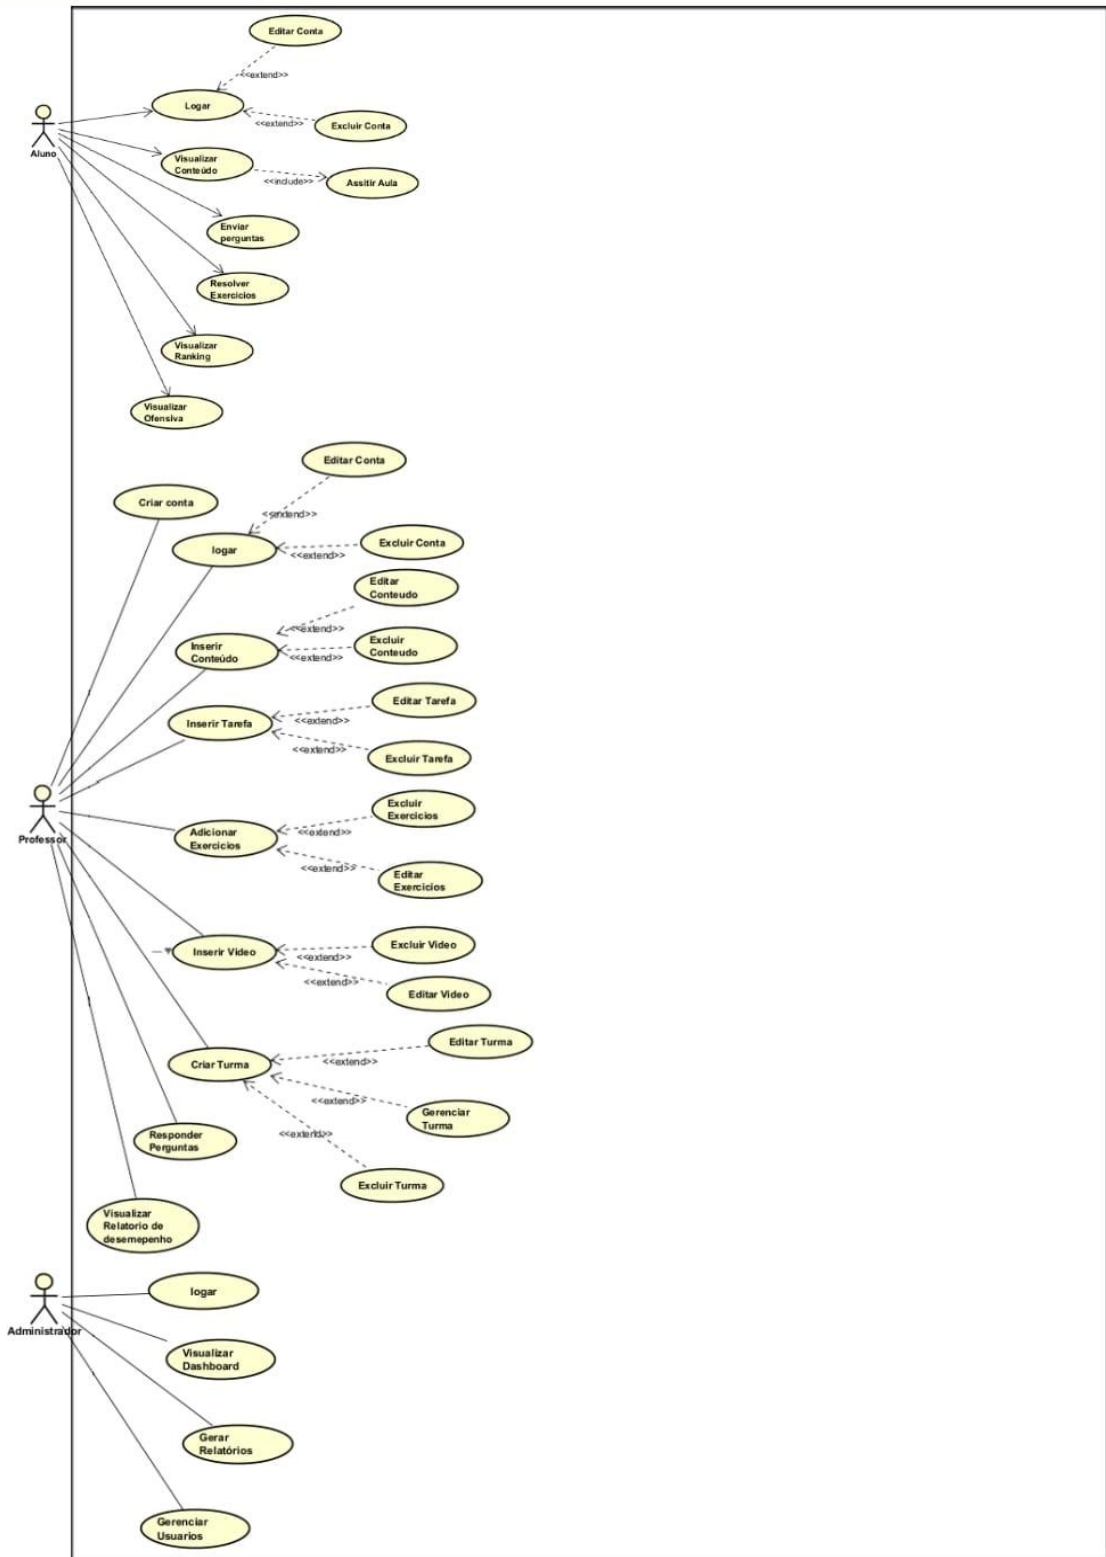 Editar Conta
<<extend>>
Logar
<<extend>>
Excluir Conta
Aluno
Visualizar
Conteúdo
<<include>>
Assitir Aula
Enviar
perguntas
Resolver
Exercicios
Visualizar
Ranking
Visualizar
Ofensiva
Editar Conta
Criar conta
<<extend>>
logar
<<extend>>
Excluir Conta
Editar
Conteudo
<<extend>>
Inserir
Conteúdo
<<extend>>
Excluir
Conteudo
Editar Tarefa
Inserir Tarefa
<<extend>>
<<extend>>
Excluir Tarefa
Professor
Excluir
Exercicios
Adicionar
Exercicios
<<extend>>
<<extend>>
Editar
Exercicios
Inserir Video
Excluir Video
<<extend>>
<<extend>>
Editar Video
Editar Turma
Criar Turma
<<extend>>
<<extend>>
Gerenciar
Turma
Responder
Perguntas
<<extend>>
Excluir Turma
Visualizar
Relatorio de
desemepenho
Administrador
logar
Visualizar
Dashboard
Gerar
Relatórios
Gerenciar
Usuarios